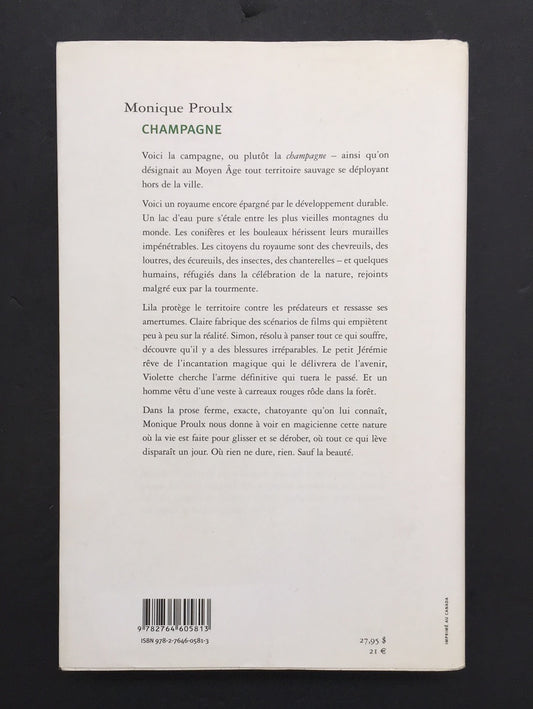 Monique Proulx
CHAMPAGNE
Voici la campagne, ou plutôt la champagne – ainsi qu'on
désignait au Moyen Âge tout territoire sauvage se déployant
hors de la ville.
Voici un royaume encore épargné par le développement durable.
Un lac d'eau pure s'étale entre les plus vieilles montagnes du
monde. Les conifères et les bouleaux hérissent leurs murailles
impénétrables. Les citoyens du royaume sont des chevreuils, des
loutres, des écureuils, des insectes, des chanterelles – et quelques
humains, réfugiés dans la célébration de la nature, rejoints
malgré eux par la tourmente.
Lila protège le territoire contre les prédateurs et ressasse ses
amertumes. Claire fabrique des scénarios de films qui empiètent
peu à peu sur la réalité. Simon, résolu à panser tout ce qui souffre,
découvre qu'il y a des blessures irréparables. Le petit Jérémie
rêve de l'incantation magique qui le délivrera de l'avenir,
Violette cherche l'arme définitive qui tuera le passé. Et un
homme vêtu d'une veste à carreaux rouges rôde dans la forêt.
Dans la prose ferme, exacte, chatoyante qu'on lui connaît,
Monique Proulx nous donne à voir en magicienne cette nature
où la vie est faite pour glisser et se dérober, où tout ce qui lève
disparaît un jour. Où rien ne dure, rien. Sauf la beauté.
9 782764 605813
ISBN 978-2-7646-0581-3
27,95 $
21 €
IMPRIMÉ AU CANADA